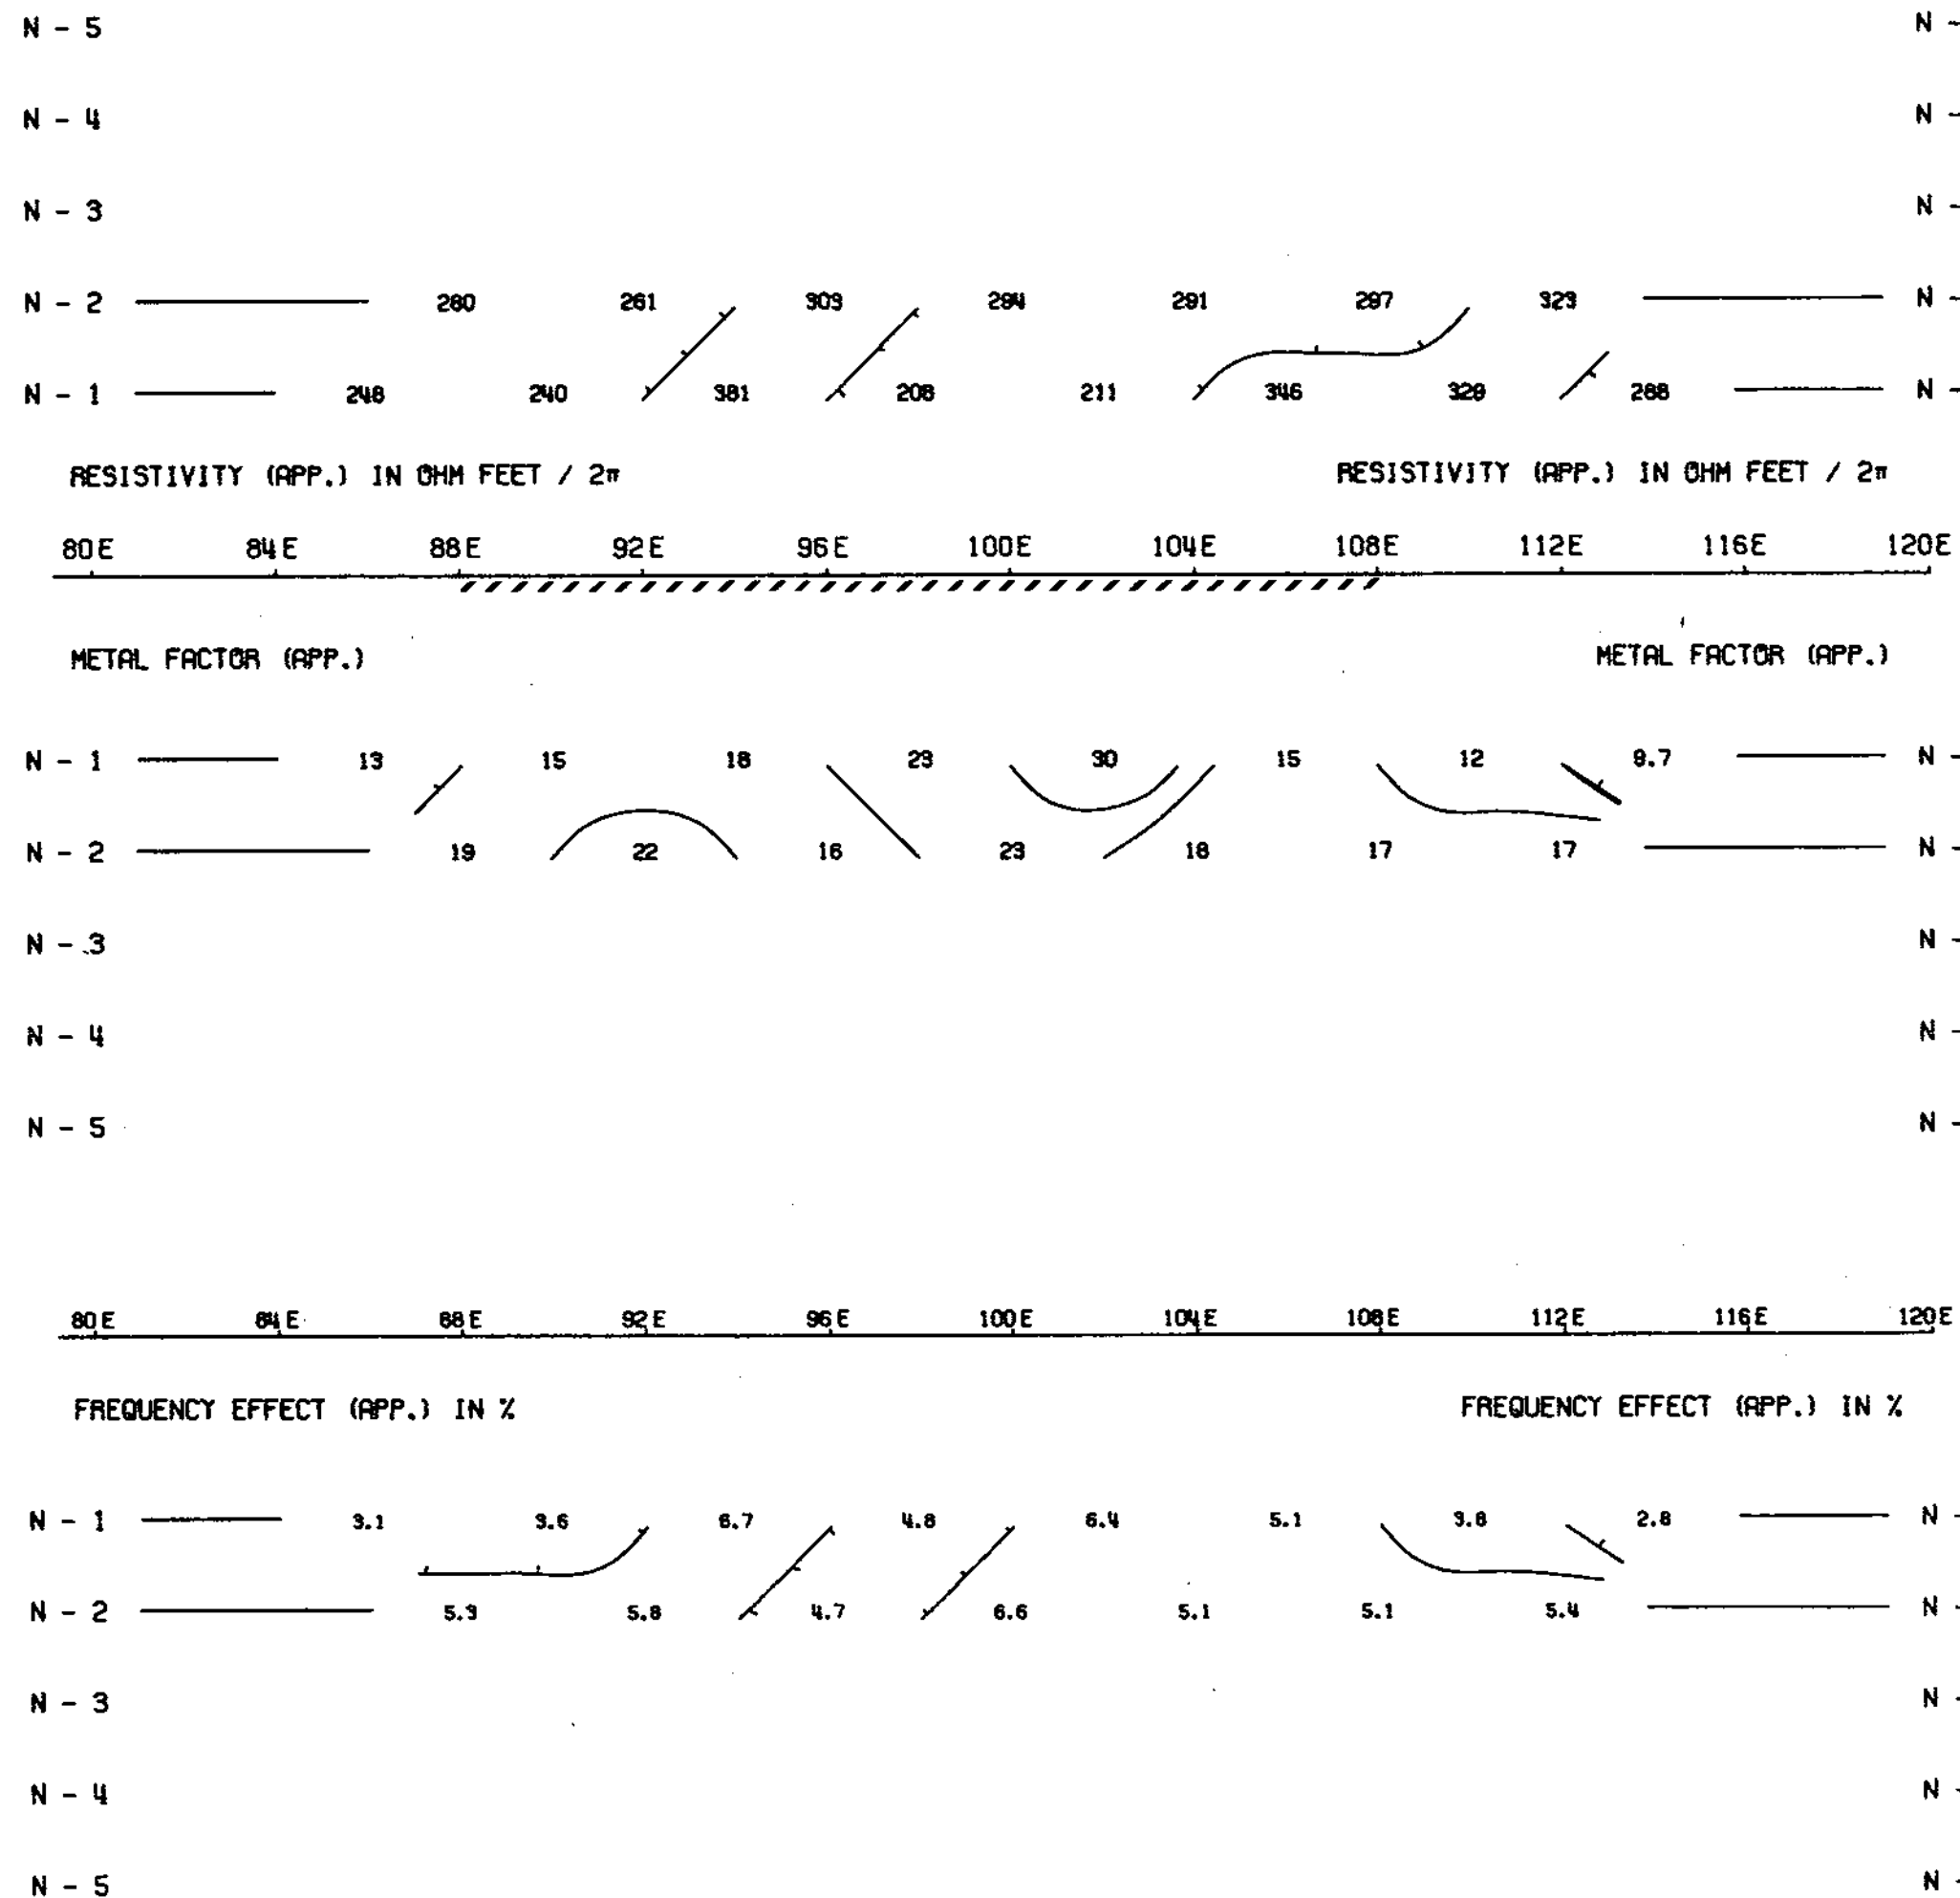 N - 5 N -
N - 4 N -
N - 3 N -
N - 2 280 261 303 294 291 297 323 N -
N - 1 248 240 381 208 211 346 329 288 N -
RESISTIVITY (APP.) IN OHM FEET / 2π RESISTIVITY (APP.) IN OHM FEET / 2π
80E 84E 88E 92E 96E 100E 104E 108E 112E 116E 120E
METAL FACTOR (APP.) METAL FACTOR (APP.)
N - 1 13 15 18 23 30 15 12 9.7 N -
N - 2 19 22 16 23 18 17 17 N -
N - 3 N -
N - 4 N -
N - 5 N -
80E 84E 88E 92E 96E 100E 104E 108E 112E 116E 120E
FREQUENCY EFFECT (APP.) IN % FREQUENCY EFFECT (APP.) IN %
N - 1 3.1 3.6 6.7 4.8 6.4 5.1 3.8 2.8 N -
N - 2 5.3 5.8 4.7 6.6 5.1 5.1 5.4 N -
N - 3 N -
N - 4 N -
N - 5 N -